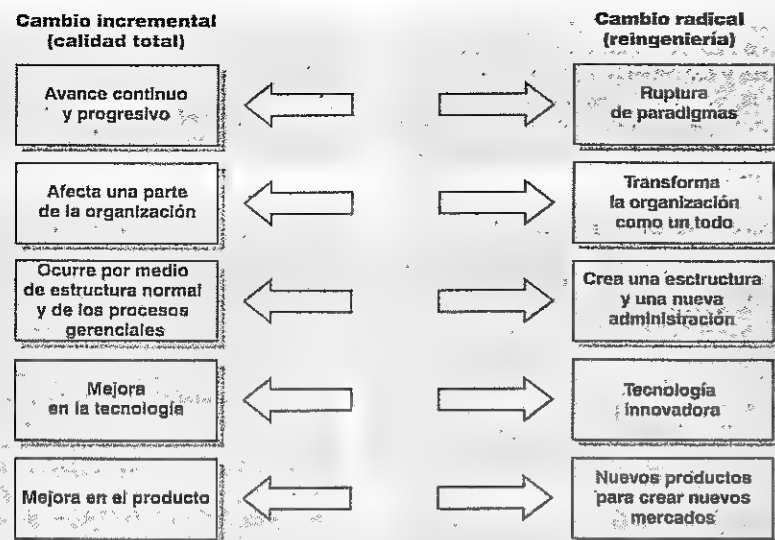 Cambio incremental
(calidad total)
Cambio radical
(reingeniería)
Avance continuo
y progresivo
Ruptura
de paradigmas
Afecta una parte
de la organización
Transforma
la organización
como un todo
Ocurre por medio
de estructura normal
y de los procesos
gerenciales
Crea una esctructura
y una nueva
administración
Mejora
en la tecnología
Tecnología
innovadora
Mejora en el producto
Nuevos productos
para crear nuevos
mercados